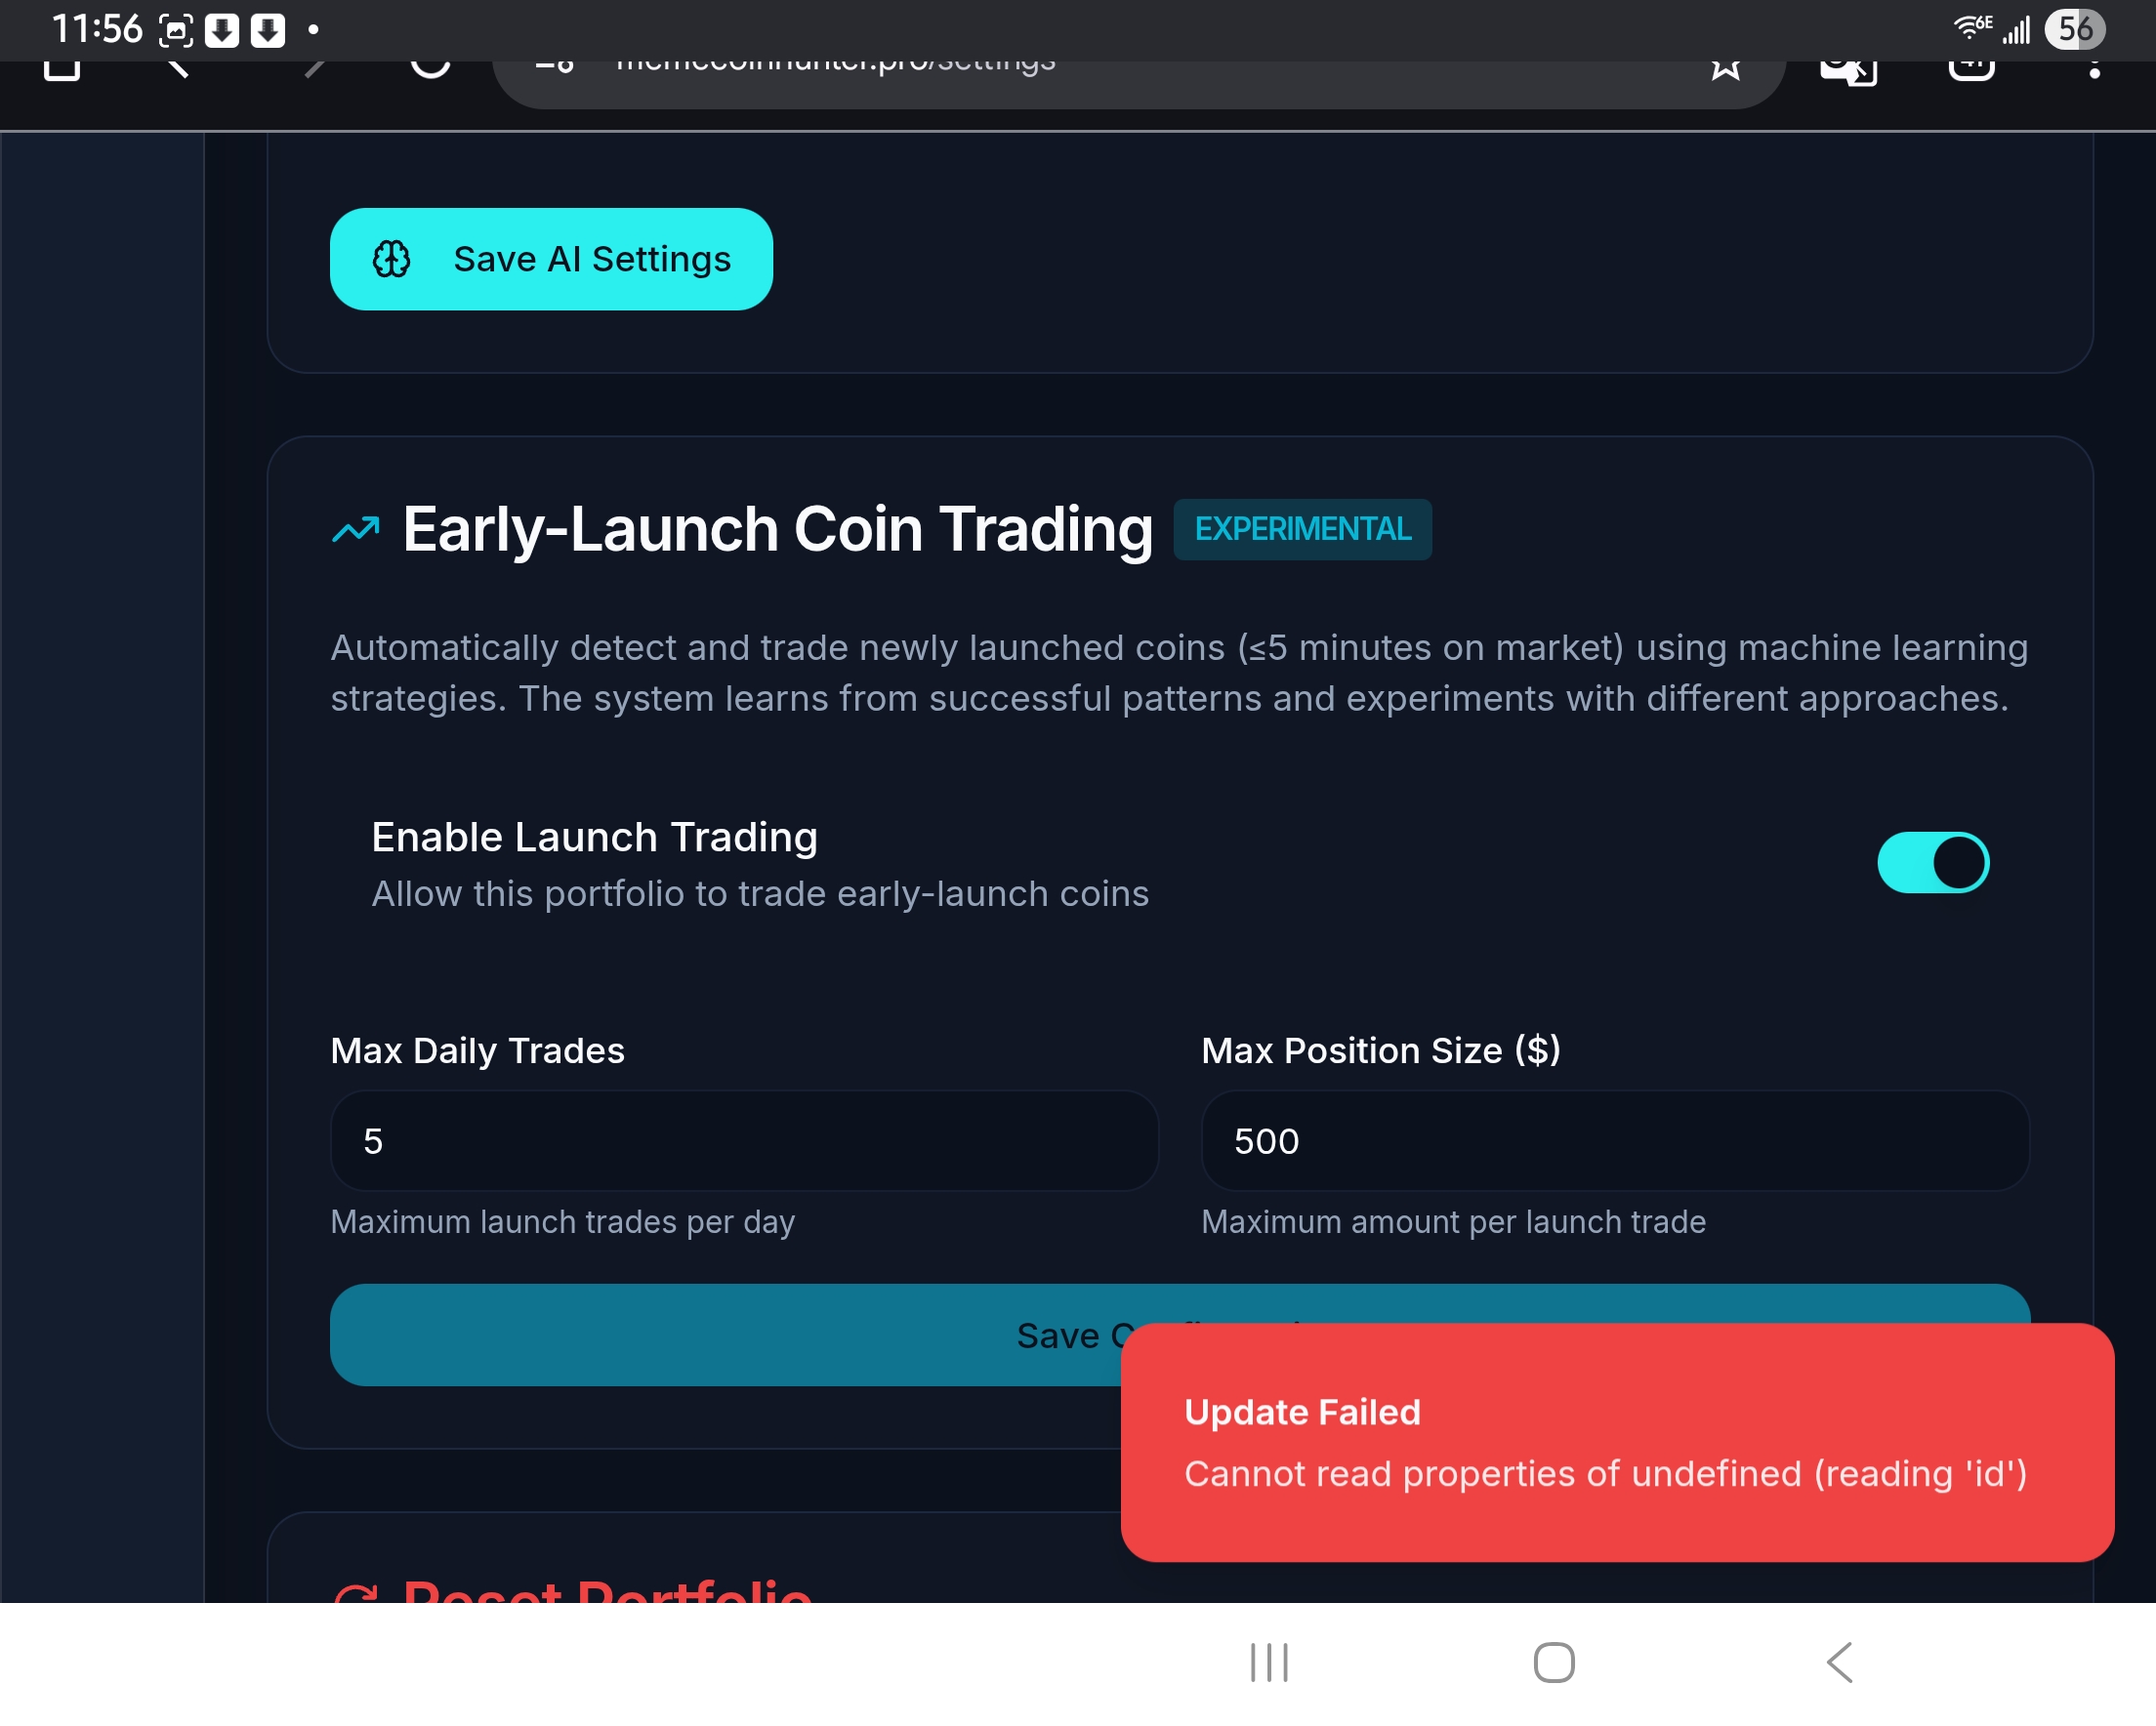 11:56
6E
56
memecoinhunter.pro/settings
Save AI Settings
Early-Launch Coin Trading
EXPERIMENTAL
Automatically detect and trade newly launched coins (≤5 minutes on market) using machine learning
strategies. The system learns from successful patterns and experiments with different approaches.
Enable Launch Trading
Allow this portfolio to trade early-launch coins
Max Daily Trades
Max Position Size ($)
5
500
Maximum launch trades per day
Maximum amount per launch trade
Save
Update Failed
Cannot read properties of undefined (reading 'id')
Reset Portfolio